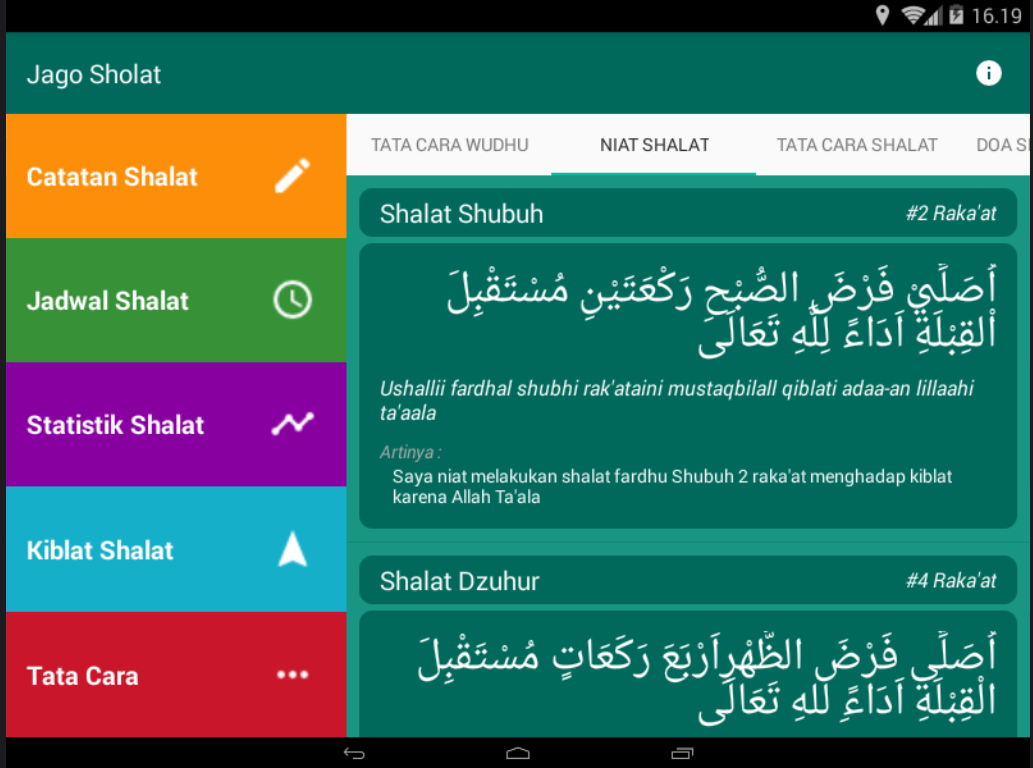 16.19
Jago Sholat
Catatan Shalat
Jadwal Shalat
Statistik Shalat
Kiblat Shalat
Tata Cara
TATA CARA WUDHU
NIAT SHALAT
TATA CARA SHALAT
DOA S
Shalat Shubuh
#2 Raka'at
اُصَلِّيْ فَرْضَ الصُّبْحِ رَكْعَتَيْنِ مُسْتَقْبِلَ
الْقِبْلَةِ اَدَاءً لِلَّهِ تَعَالَى
Ushallii fardhal shubhi rak'ataini mustaqbilall qiblati adaa-an lillaahi
ta'aala
Artinya :
Saya niat melakukan shalat fardhu Shubuh 2 raka'at menghadap kiblat
karena Allah Ta'ala
Shalat Dzuhur
#4 Raka'at
اُصَلِّي فَرْضَ الظُّهْرِاَرْبَعَ رَكَعَاتٍ مُسْتَقْبِلَ
الْقِبْلَةِ اَدَاءً للهِ تَعَالَى